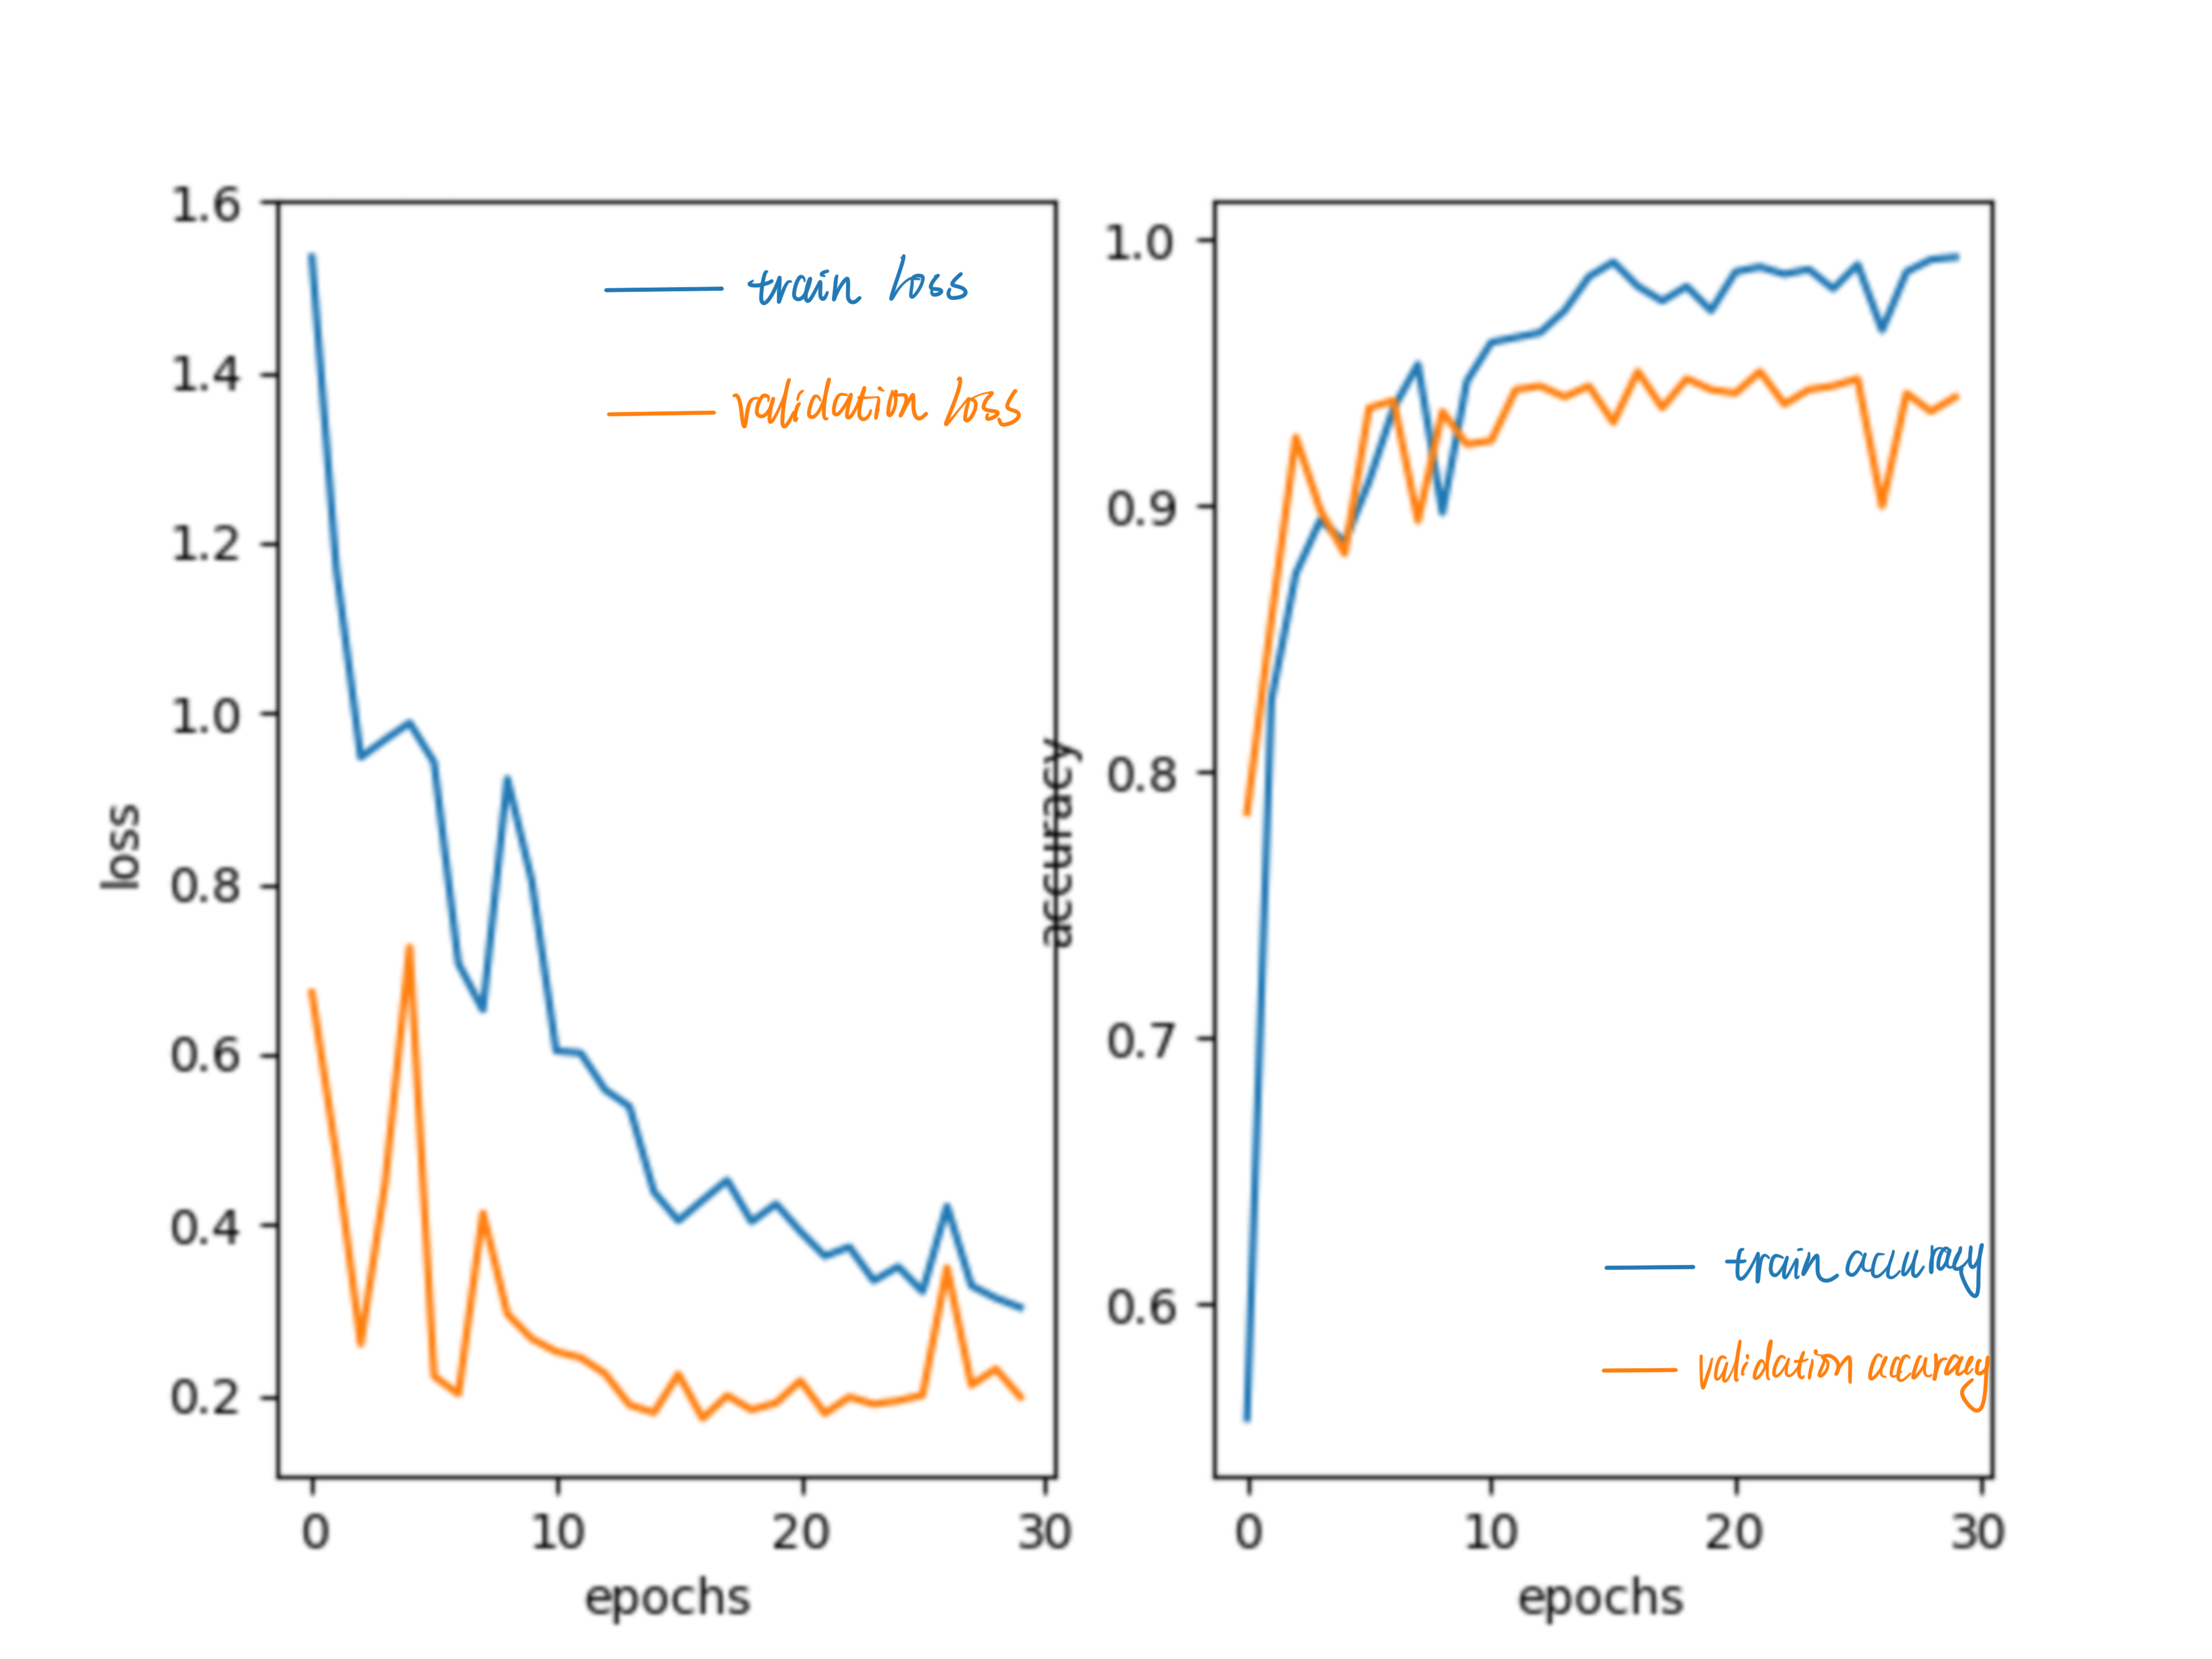 1.6
1.4
1.2
1.0
0.8
0.6
0.4
0.2
loss
0 10 20 30
epochs
train loss
validation loss
1.0
0.9
0.8
0.7
0.6
accuracy
0 10 20 30
epochs
train accuracy
validation accuracy